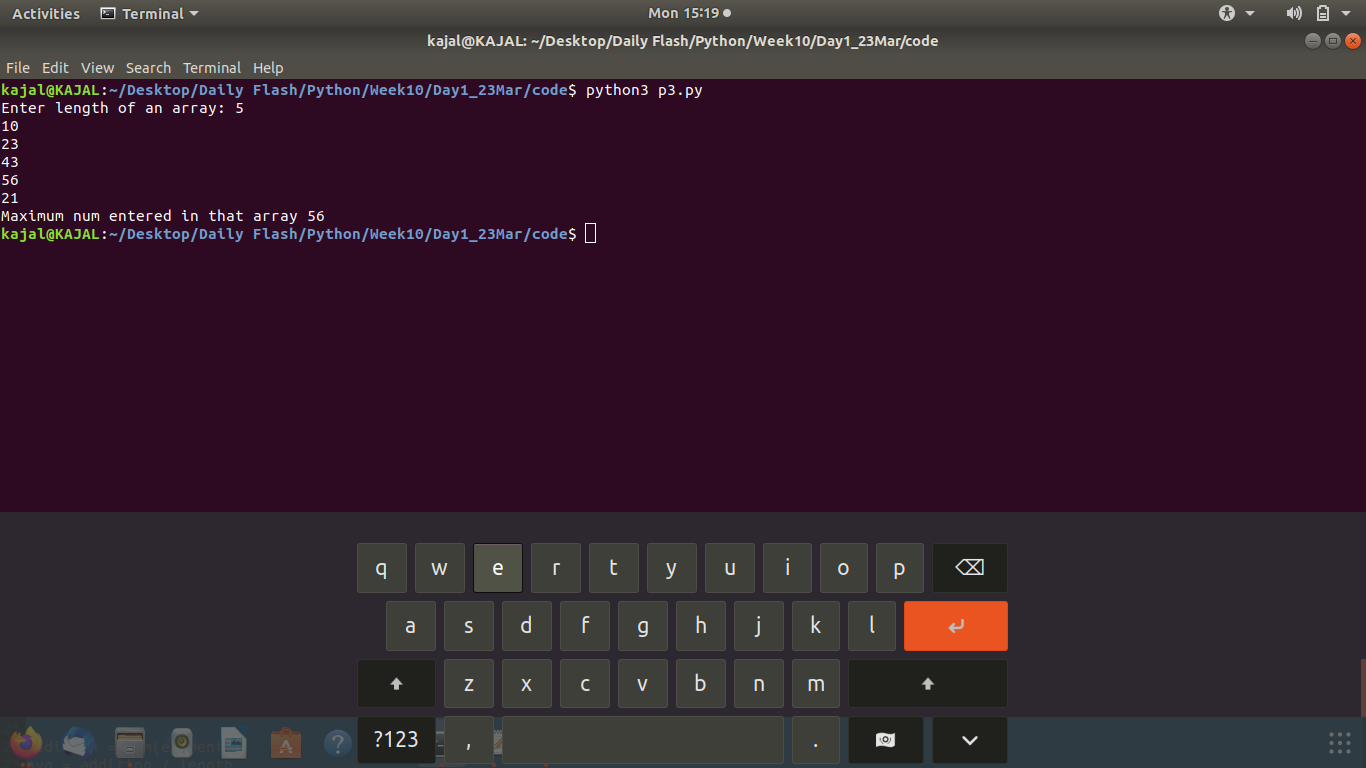 Activities Terminal Mon 15:19
kajal@KAJAL: ~/Desktop/Daily Flash/Python/Week10/Day1_23Mar/code
File Edit View Search Terminal Help
kajal@KAJAL:~/Desktop/Daily Flash/Python/Week10/Day1_23Mar/code$ python3 p3.py
Enter length of an array: 5
10
23
43
56
21
Maximum num entered in that array 56
kajal@KAJAL:~/Desktop/Daily Flash/Python/Week10/Day1_23Mar/code$
q w e r t y u i o p
a s d f g h j k l
z x c v b n m
?123 , .